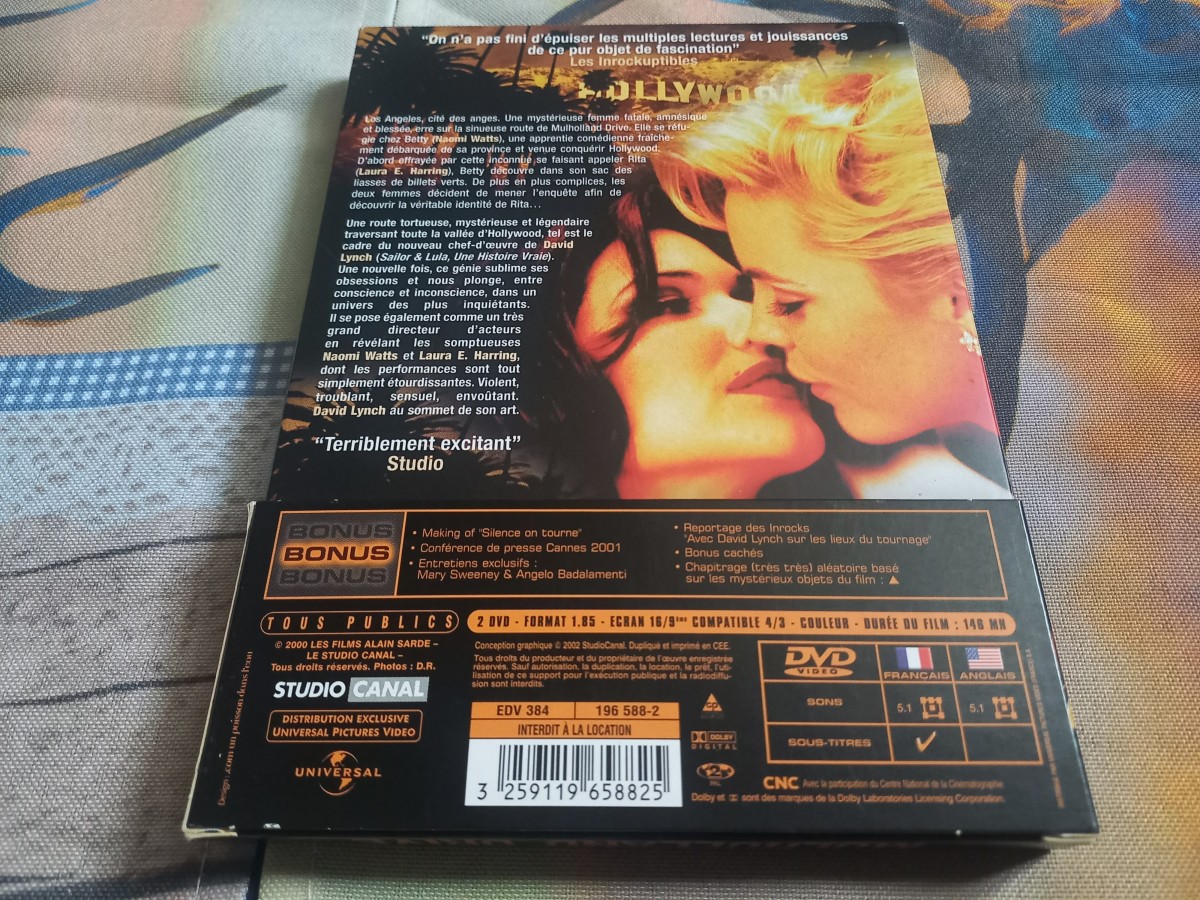 “On n'a pas fini d'épuiser les multiples lectures et jouissances
de ce pur objet de fascination”
Les Inrockuptibles
HOLLYWOOD
Los Angeles, cité des anges. Une mystérieuse femme fatale, amnésique
et blessée, erre sur la sinueuse route de Mulholland Drive. Elle se réfu-
gie chez Betty (Naomi Watts), une apprentie comédienne fraîche-
ment débarquée de sa province et venue conquérir Hollywood.
D'abord effrayée par cette inconnue se faisant appeler Rita
(Laura E. Harring), Betty découvre dans son sac des
liasses de billets verts. De plus en plus complices, les
deux femmes décident de mener l'enquête afin de
découvrir la véritable identité de Rita...
Une route tortueuse, mystérieuse et légendaire
traversant toute la vallée d'Hollywood, tel est le
cadre du nouveau chef-d'œuvre de David
Lynch (Sailor & Lula, Une Histoire Vraie).
Une nouvelle fois, ce génie sublime ses
obsessions et nous plonge, entre
conscience et inconscience, dans un
univers des plus inquiétants.
Il se pose également comme un très
grand directeur d'acteurs
en révélant les somptueuses
Naomi Watts et Laura E. Harring,
dont les performances sont tout
simplement étourdissantes. Violent,
troublant, sensuel, envoûtant.
David Lynch au sommet de son art.
“Terriblement excitant”
Studio
BONUS
BONUS
BONUS
• Making of "Silence on tourne"
• Conférence de presse Cannes 2001
• Entretiens exclusifs :
Mary Sweeney & Angelo Badalamenti
• Reportage des Inrocks
"Avec David Lynch sur les lieux du tournage"
• Bonus cachés
• Chapitrage (très très) aléatoire basé
sur les mystérieux objets du film : ▲
TOUS PUBLICS
2 DVD - FORMAT 1.85 - ECRAN 16/9ème COMPATIBLE 4/3 - COULEUR - DURÉE DU FILM : 146 MN
© 2000 LES FILMS ALAIN SARDE –
LE STUDIO CANAL –
Tous droits réservés. Photos : D.R.
STUDIO CANAL
DISTRIBUTION EXCLUSIVE
UNIVERSAL PICTURES VIDEO
UNIVERSAL
Conception graphique © 2002 StudioCanal. Dupliqué et imprimé en CEE.
Tous droits du producteur et du propriétaire de l'œuvre enregistrée
réservés. Sauf autorisation, la duplication, la location, le prêt, l'uti-
lisation de ce support pour l'exécution publique et la radiodiffu-
sion sont interdits.
EDV 384 196 588-2
INTERDIT À LA LOCATION
3 259119 658825
DOLBY
DIGITAL
2
PAL
DVD
VIDEO
FRANÇAIS
ANGLAIS
SONS
5.1
5.1
SOUS-TITRES
CNC Avec la participation du Centre National de la Cinématographie
Dolby et sont des marques de la Dolby Laboratories Licensing Corporation.
Design : .com un poisson dans l'eau